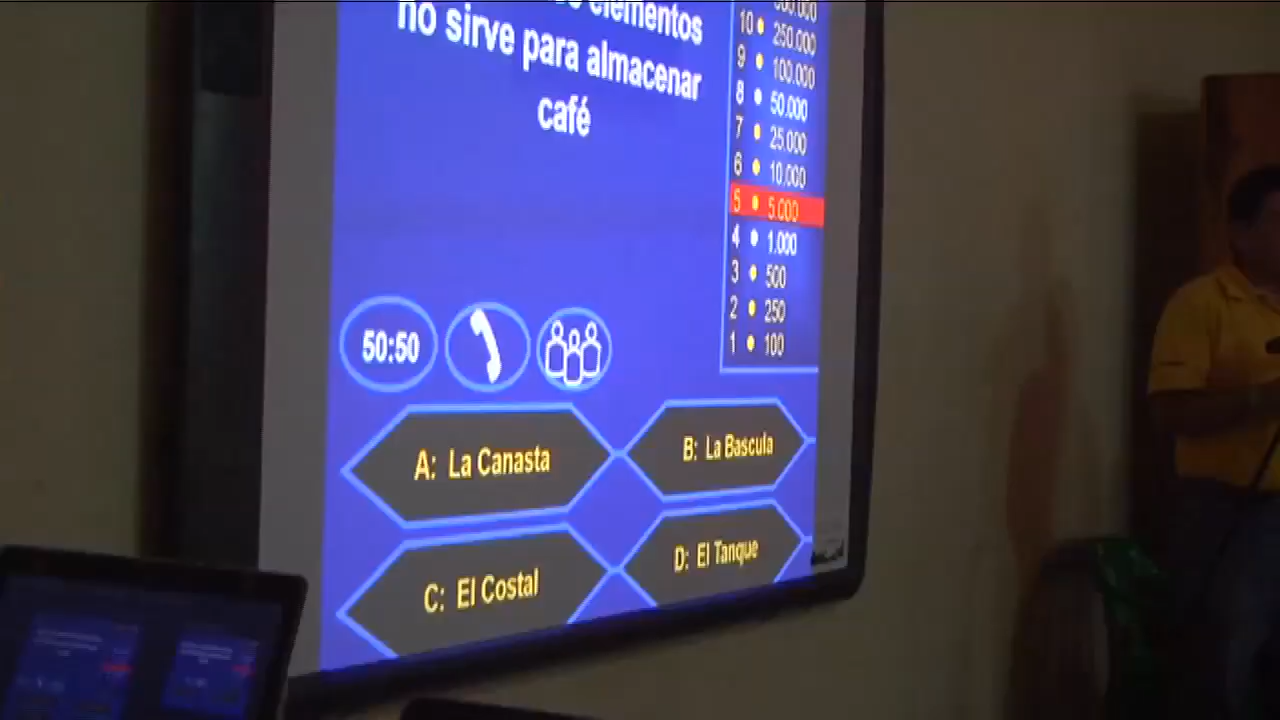 elementos
no sirve para almacenar
café
10 250.000
9 100.000
8 50.000
7 25.000
6 10.000
5 5.000
4 1.000
3 500
2 250
1 100
50:50
A: La Canasta
B: La Bascula
C: El Costal
D: El Tanque